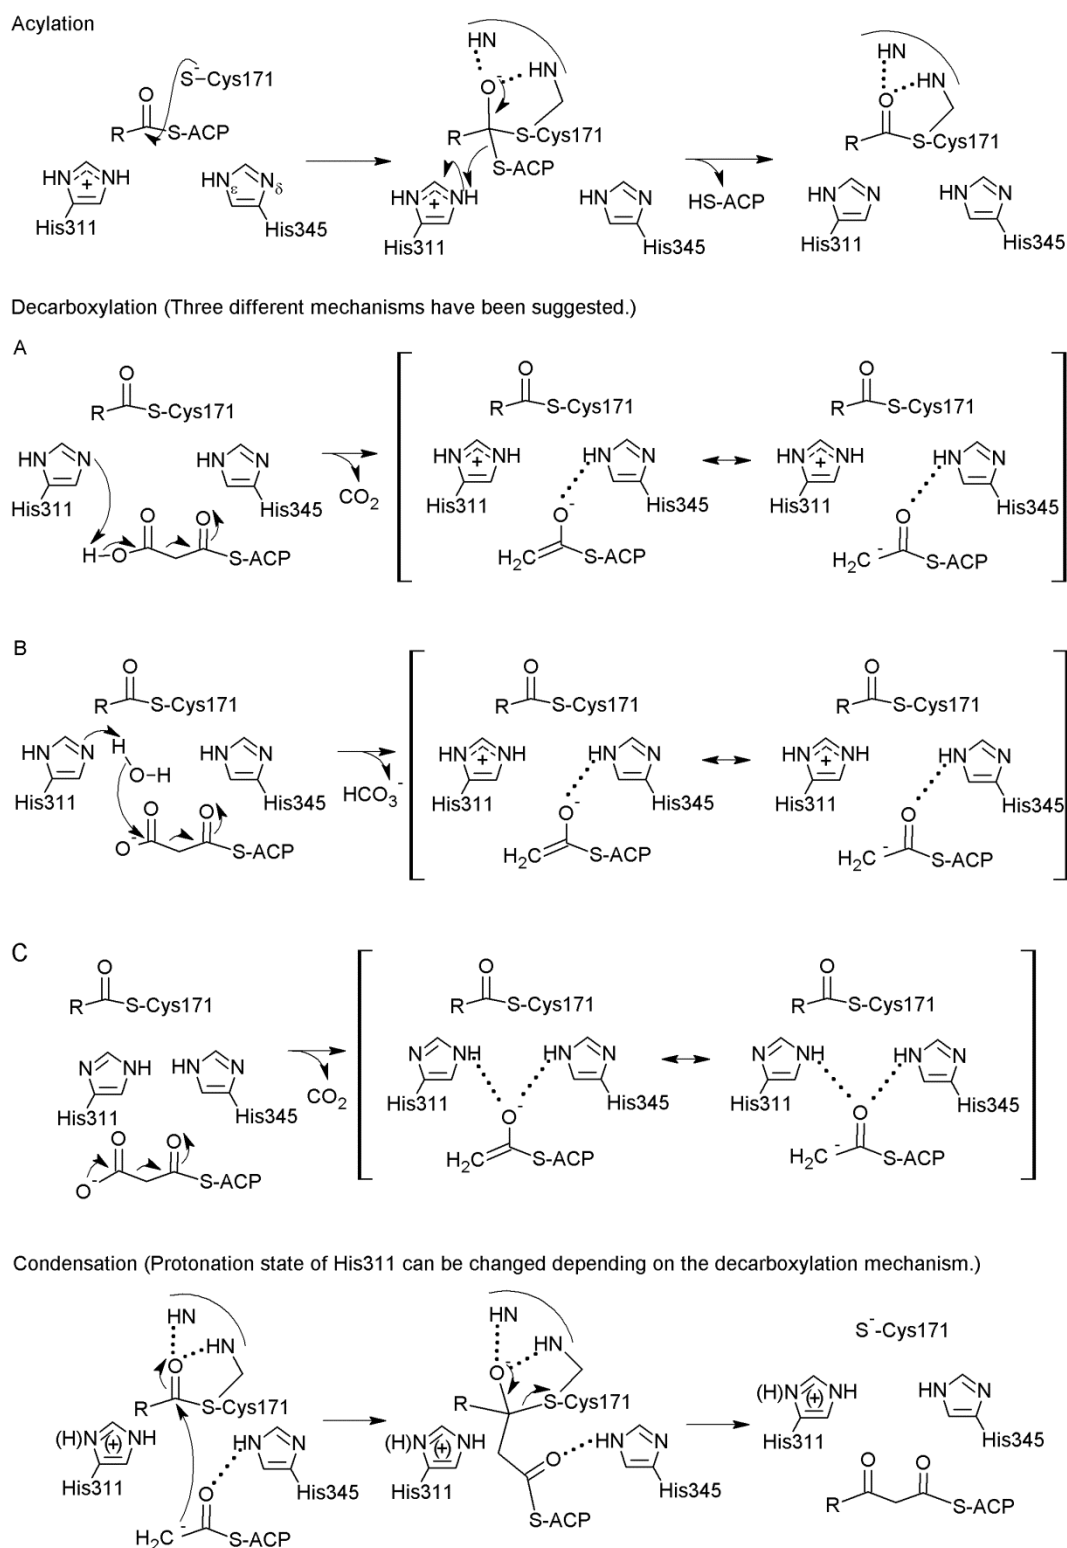 Acylation
HN
S⁻-Cys171
HN
HN
O⁻
HN
O
O
R
S-ACP
R
S-Cys171
R
S-Cys171
S-ACP
HN + NH
HN ε N δ
HN + NH
HN N
HS-ACP
HN N
HN N
His311
His345
His311
His345
His311
His345
Decarboxylation (Three different mechanisms have been suggested.)
A
O
O
O
R
S-Cys171
R
S-Cys171
R
S-Cys171
HN N
HN N
HN + NH
HN N
HN + NH
HN N
His311
His345
CO₂
His311
His345
His311
His345
O
O
O⁻
O
H-O
S-ACP
H₂C
S-ACP
H₂C⁻
S-ACP
B
O
O
O
R
S-Cys171
R
S-Cys171
R
S-Cys171
HN N
H
HN N
HN + NH
HN N
HN + NH
HN N
O-H
His311
His345
HCO₃⁻
His311
His345
His311
His345
O
O
O⁻
O
O⁻
S-ACP
H₂C
S-ACP
H₂C⁻
S-ACP
C
O
O
O
R
S-Cys171
R
S-Cys171
R
S-Cys171
N NH
HN N
N NH
HN N
N NH
HN N
His311
His345
CO₂
His311
His345
His311
His345
O
O
O⁻
O
O⁻
S-ACP
H₂C
S-ACP
H₂C⁻
S-ACP
Condensation (Protonation state of His311 can be changed depending on the decarboxylation mechanism.)
HN
HN
S⁻-Cys171
HN
HN
O
O⁻
R
S-Cys171
R
S-Cys171
(H)N (+) NH
HN N
(H)N (+) NH
O
HN N
(H)N (+) NH
HN N
His311
His345
His311
His345
His311
His345
O
S-ACP
O
O
H₂C⁻
S-ACP
R
S-ACP